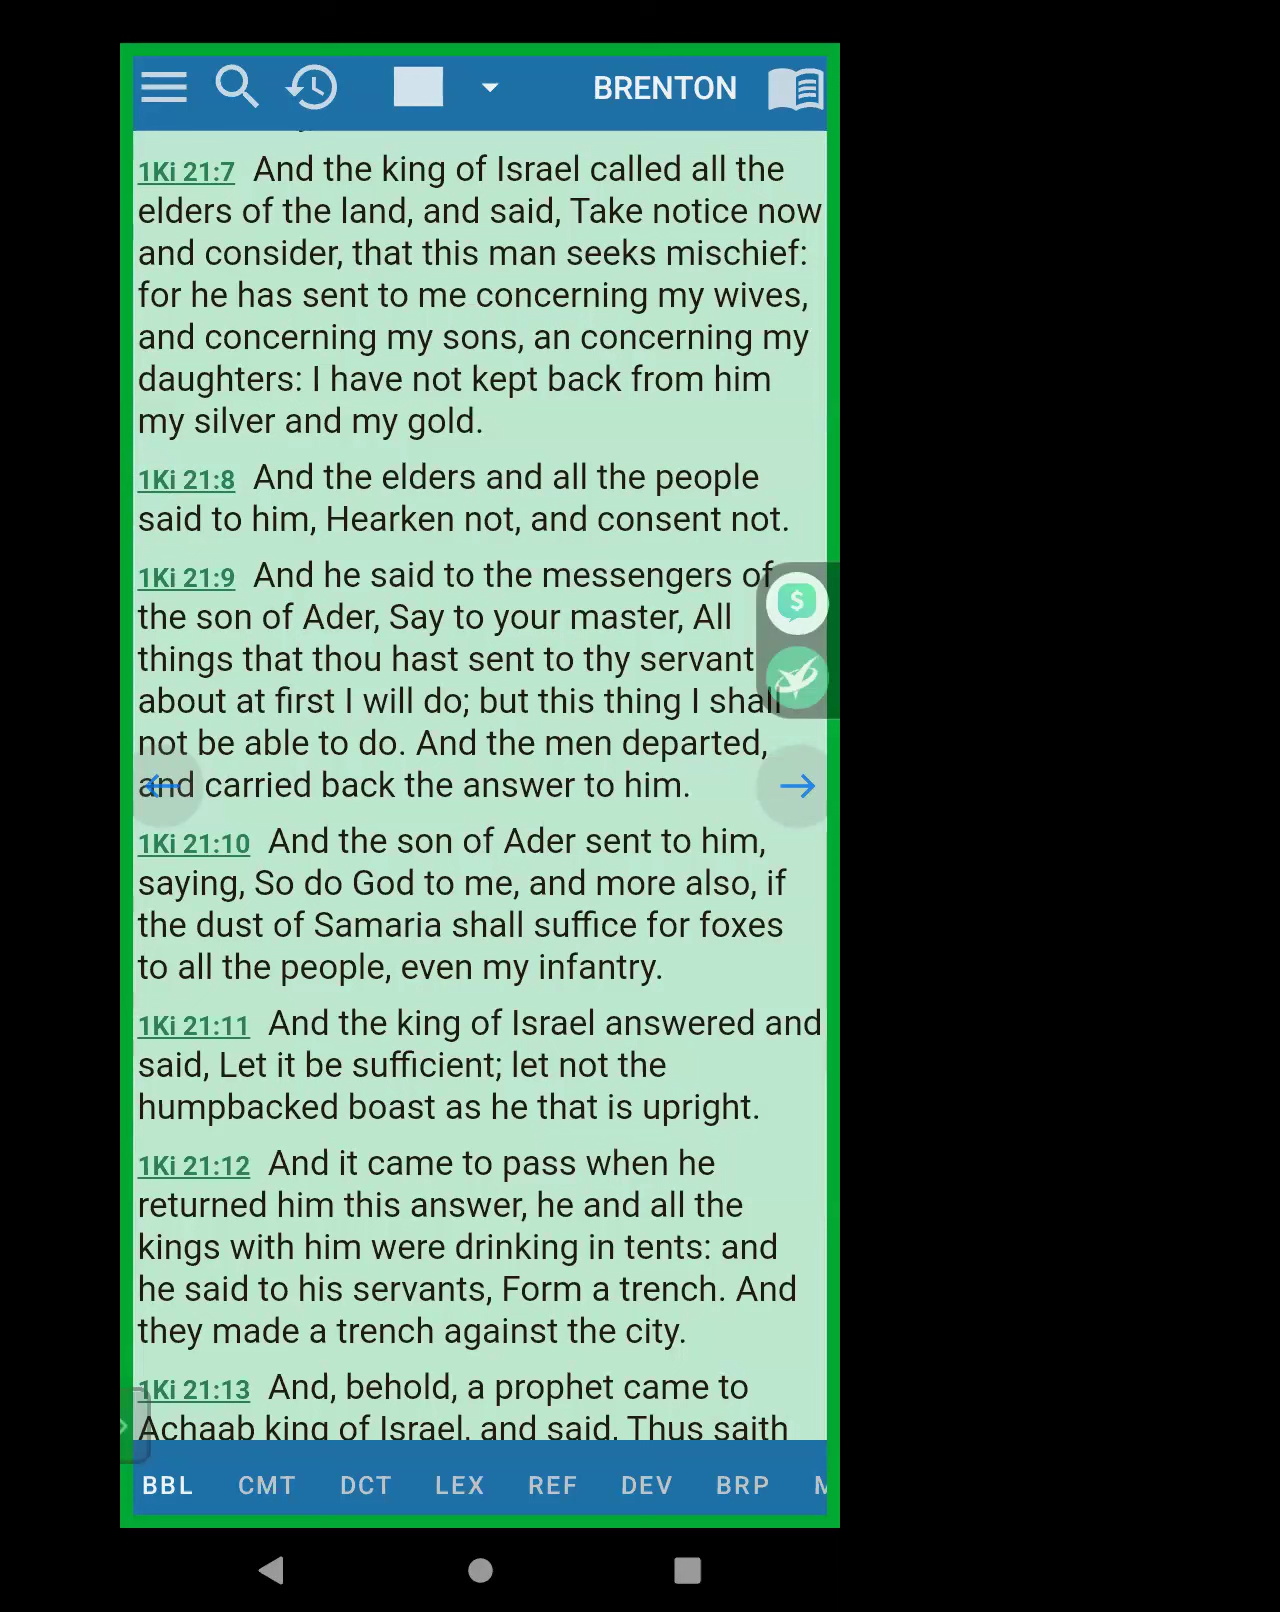 BRENTON
1Ki 21:7 And the king of Israel called all the
elders of the land, and said, Take notice now
and consider, that this man seeks mischief:
for he has sent to me concerning my wives,
and concerning my sons, an concerning my
daughters: I have not kept back from him
my silver and my gold.
1Ki 21:8 And the elders and all the people
said to him, Hearken not, and consent not.
1Ki 21:9 And he said to the messengers of
the son of Ader, Say to your master, All
things that thou hast sent to thy servant
about at first I will do; but this thing I shall
not be able to do. And the men departed,
and carried back the answer to him.
1Ki 21:10 And the son of Ader sent to him,
saying, So do God to me, and more also, if
the dust of Samaria shall suffice for foxes
to all the people, even my infantry.
1Ki 21:11 And the king of Israel answered and
said, Let it be sufficient; let not the
humpbacked boast as he that is upright.
1Ki 21:12 And it came to pass when he
returned him this answer, he and all the
kings with him were drinking in tents: and
he said to his servants, Form a trench. And
they made a trench against the city.
1Ki 21:13 And, behold, a prophet came to
Achaab king of Israel, and said, Thus saith
BBL CMT DCT LEX REF DEV BRP